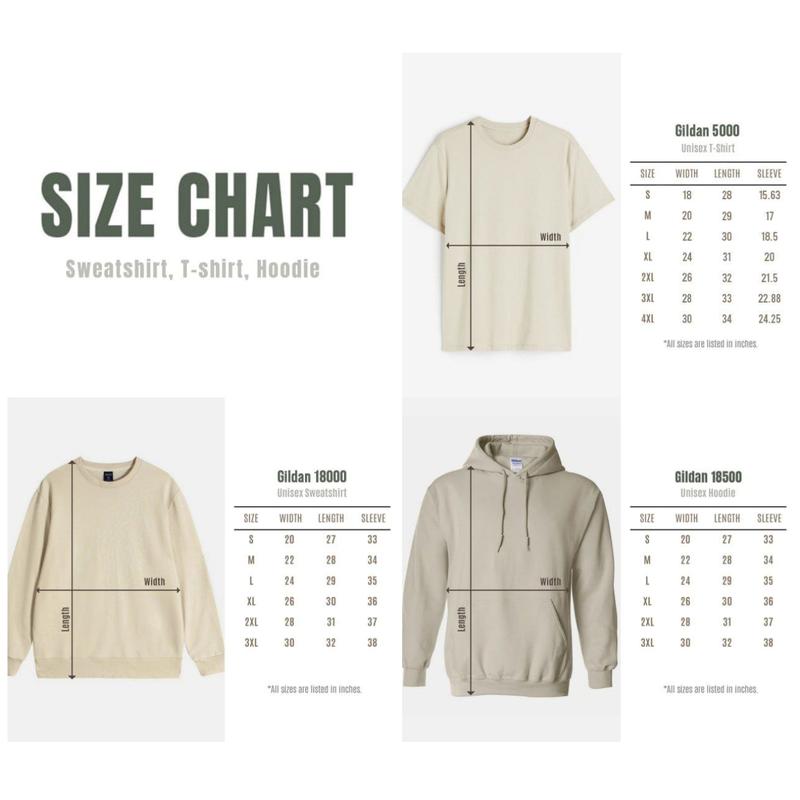 SIZE CHART
Sweatshirt, T-shirt, Hoodie
Width
Length
Gildan 5000
Unisex T-Shirt
SIZE WIDTH LENGTH SLEEVE
S 18 28 15.63
M 20 29 17
L 22 30 18.5
XL 24 31 20
2XL 26 32 21.5
3XL 28 33 22.88
4XL 30 34 24.25
*All sizes are listed in inches.
Width
Length
Gildan 18000
Unisex Sweatshirt
SIZE WIDTH LENGTH SLEEVE
S 20 27 33
M 22 28 34
L 24 29 35
XL 26 30 36
2XL 28 31 37
3XL 30 32 38
*All sizes are listed in inches.
Width
Length
Gildan 18500
Unisex Hoodie
SIZE WIDTH LENGTH SLEEVE
S 20 27 33
M 22 28 34
L 24 29 35
XL 26 30 36
2XL 28 31 37
3XL 30 32 38
*All sizes are listed in inches.